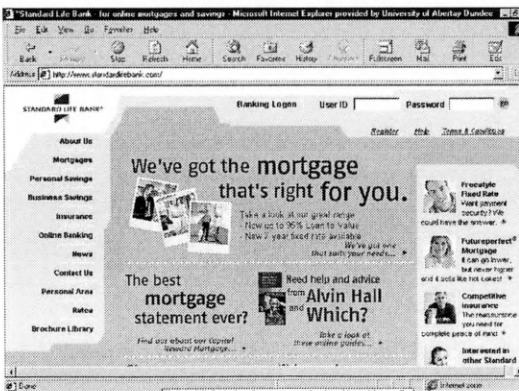 "Standard Life Bank - for online mortgages and savings - Microsoft Internet Explorer provided by University of Abertay Dundee
File Edit View Go Favorites Help
Back Stop Refresh Home Search Favorites History Fullscreen Mail Print Edit
Address http://www.standardlifebank.com/
STANDARD LIFE BANK
Banking Logon User ID Password
Register Help Terms & Conditions
About Us
Mortgages
Personal Savings
Business Savings
Insurance
Online Banking
News
Contact Us
Personal Area
Rates
Brochure Library
We've got the mortgage
that's right for you.
Take a look at our great range
- Now up to 95% Loan to Value
- New 2 year fixed rate available
We've got one
that suits your needs...
The best
mortgage
statement ever?
Find out about our Capital
Reward Mortgage...
Need help and advice
from Alvin Hall
and Which?
Take a look at
these online guides...
Freestyle
Fixed Rate
Want payment
security? We
could have the answer.
Futureperfect
Mortgage
It can go lower,
but never higher
Competitive
insurance
The reassurance
you need for
complete peace of mind.
Interested in
other Standard
Done
Internet zone